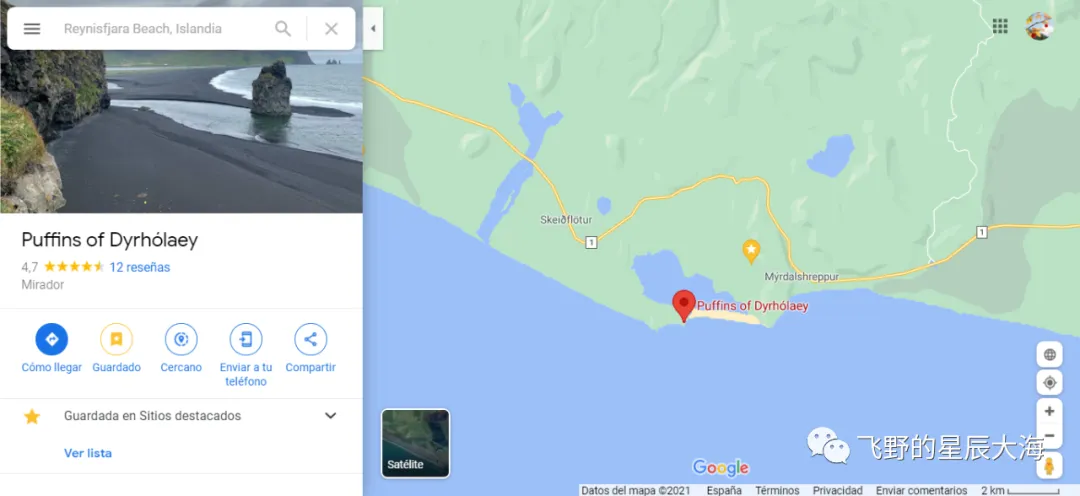 Reynisfjara Beach, Islandia
Puffins of Dyrhólaey
4,7 12 reseñas
Mirador
Cómo llegar
Guardado
Cercano
Enviar a tu teléfono
Compartir
Guardada en Sitios destacados
Ver lista
Skeiðflötur
1
1
Mýrdalshreppur
Puffins of Dyrhólaey
Satélite
Google
飞野的星辰大海
Datos del mapa ©2021 España Términos Privacidad Enviar comentarios 2 km